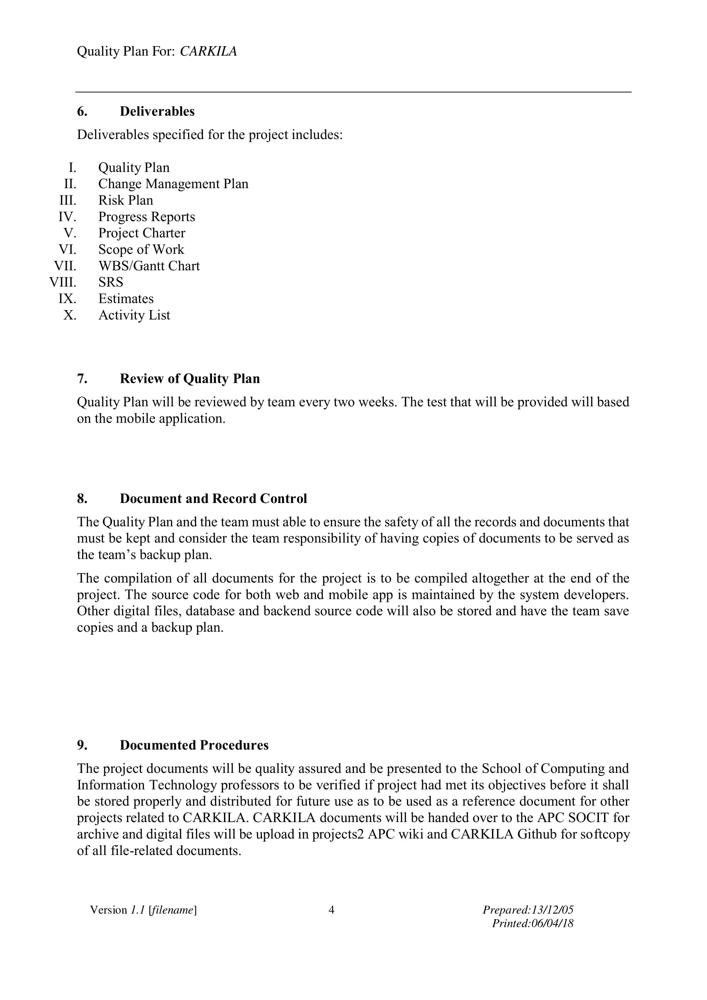 Quality Plan For: CARKILA
6. Deliverables
Deliverables specified for the project includes:
I. Quality Plan
II. Change Management Plan
III. Risk Plan
IV. Progress Reports
V. Project Charter
VI. Scope of Work
VII. WBS/Gantt Chart
VIII. SRS
IX. Estimates
X. Activity List
7. Review of Quality Plan
Quality Plan will be reviewed by team every two weeks. The test that will be provided will based
on the mobile application.
8. Document and Record Control
The Quality Plan and the team must able to ensure the safety of all the records and documents that
must be kept and consider the team responsibility of having copies of documents to be served as
the team’s backup plan.
The compilation of all documents for the project is to be compiled altogether at the end of the
project. The source code for both web and mobile app is maintained by the system developers.
Other digital files, database and backend source code will also be stored and have the team save
copies and a backup plan.
9. Documented Procedures
The project documents will be quality assured and be presented to the School of Computing and
Information Technology professors to be verified if project had met its objectives before it shall
be stored properly and distributed for future use as to be used as a reference document for other
projects related to CARKILA. CARKILA documents will be handed over to the APC SOCIT for
archive and digital files will be upload in projects2 APC wiki and CARKILA Github for softcopy
of all file-related documents.
Version 1.1 [filename] 4 Prepared:13/12/05
Printed:06/04/18